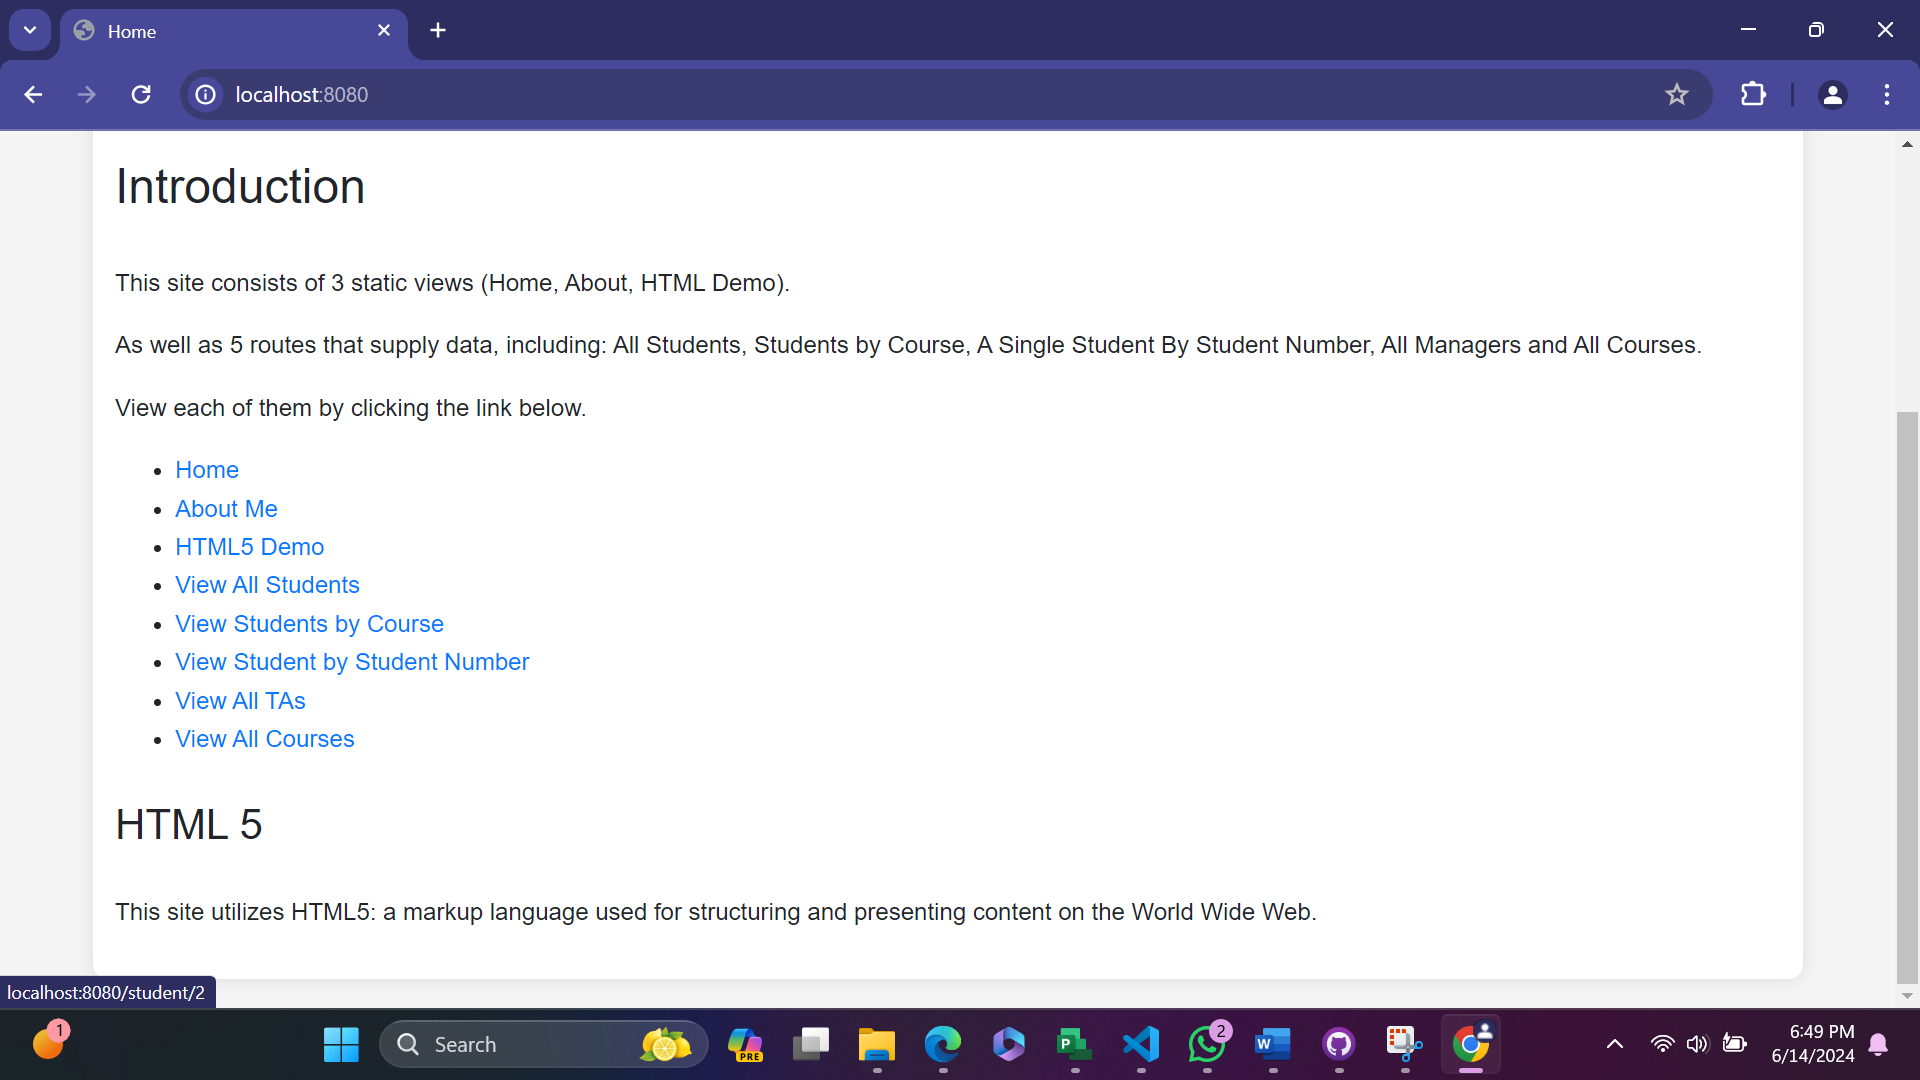 Home
localhost:8080
Introduction
This site consists of 3 static views (Home, About, HTML Demo).
As well as 5 routes that supply data, including: All Students, Students by Course, A Single Student By Student Number, All Managers and All Courses.
View each of them by clicking the link below.
Home
About Me
HTML5 Demo
View All Students
View Students by Course
View Student by Student Number
View All TAs
View All Courses
HTML 5
This site utilizes HTML5: a markup language used for structuring and presenting content on the World Wide Web.
localhost:8080/student/2
1
Search
PRE
P
2
W
6:49 PM
6/14/2024